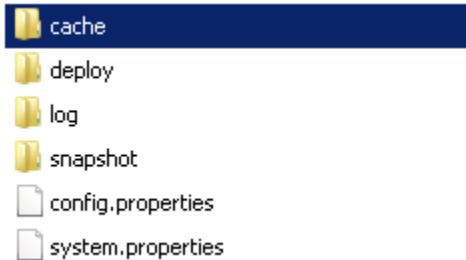 cache
deploy
log
snapshot
config.properties
system.properties